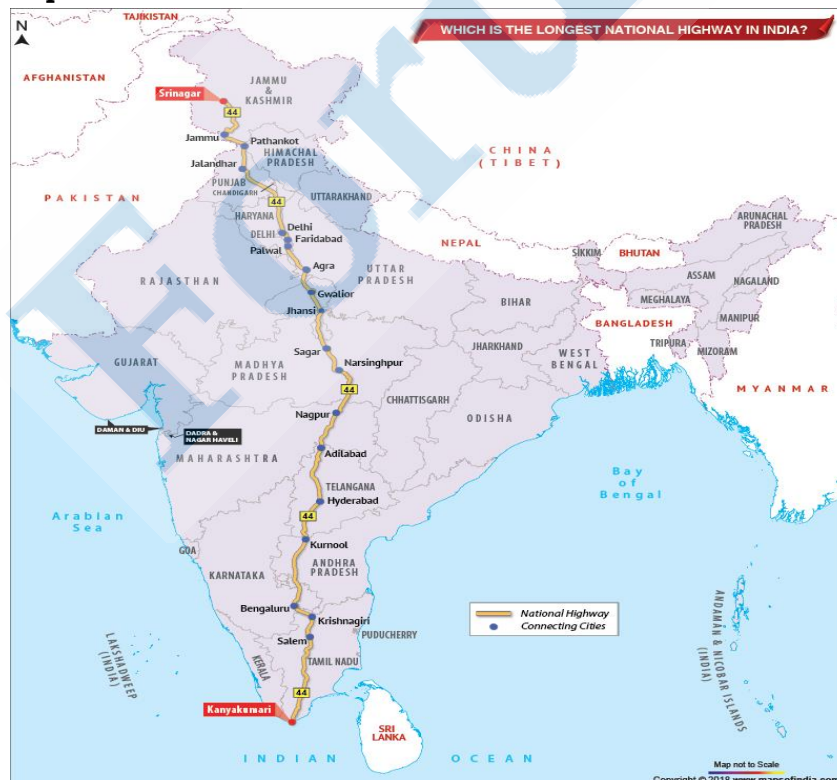 TAJIKISTAN
N
WHICH IS THE LONGEST NATIONAL HIGHWAY IN INDIA?
AFGHANISTAN
JAMMU
&
KASHMIR
Srinagar
44
Jammu
Pathankot
HIMACHAL
PRADESH
CHINA
(TIBET)
Jalandhar
PUNJAB
CHANDIGARH
PAKISTAN
44
UTTARAKHAND
HARYANA
Delhi
DELHI
Faridabad
Palwal
NEPAL
ARUNACHAL
PRADESH
SIKKIM
BHUTAN
Agra
UTTAR
PRADESH
RAJASTHAN
ASSAM
NAGALAND
Gwalior
MEGHALAYA
BIHAR
Jhansi
MANIPUR
BANGLADESH
TRIPURA
MIZORAM
Sagar
JHARKHAND
WEST
BENGAL
GUJARAT
MADHYA
PRADESH
Narsinghpur
44
MYANMAR
CHHATTISGARH
Nagpur
ODISHA
DAMAN & DIU
DADRA &
NAGAR HAVELI
MAHARASHTRA
Adilabad
Bay
of
Bengal
TELANGANA
Hyderabad
Arabian
Sea
44
Kurnool
GOA
ANDHRA
PRADESH
KARNATAKA
Bengaluru
Krishnagiri
National Highway
Connecting Cities
PUDUCHERRY
Salem
ANDAMAN & NICOBAR ISLANDS
(INDIA)
LAKSHADWEEP
(INDIA)
KERALA
TAMIL NADU
44
Kanyakumari
SRI
LANKA
INDIAN OCEAN
Map not to Scale
Copyright © 2018 www.mapsofindia.com